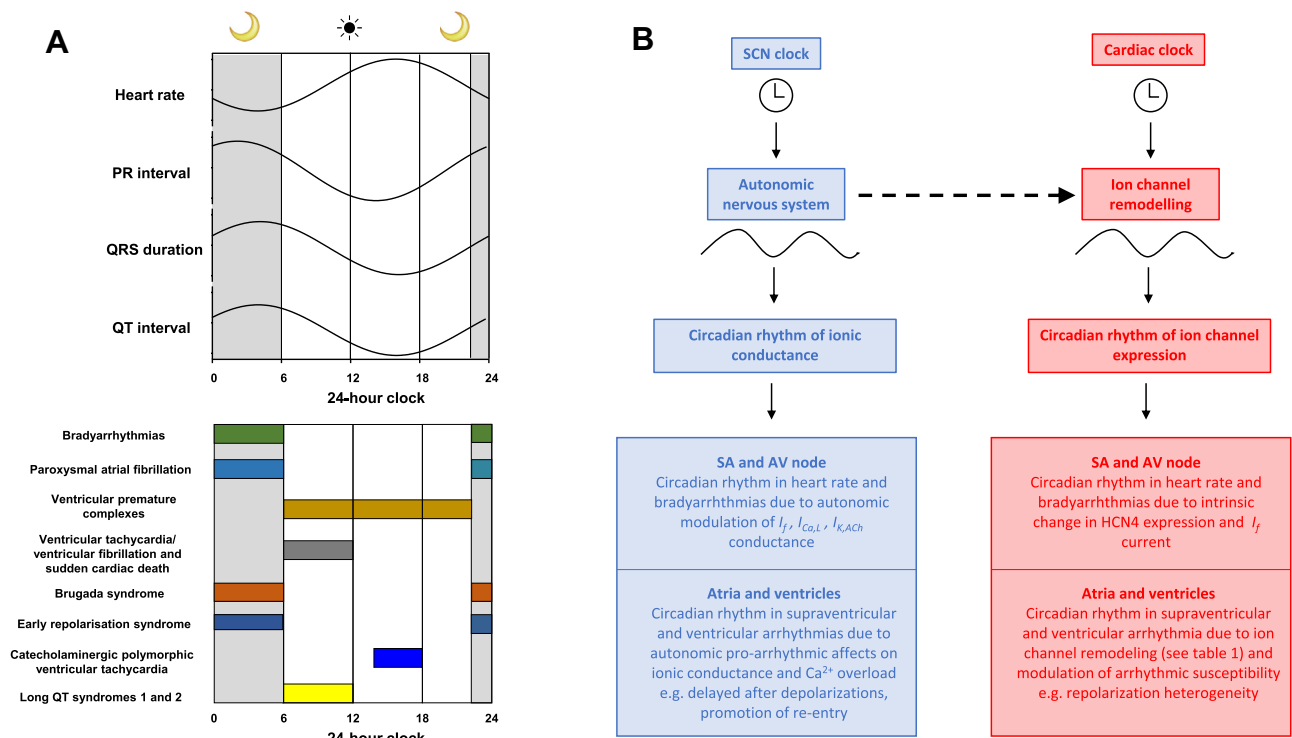 A
Heart rate
PR interval
QRS duration
QT interval
0 6 12 18 24
24-hour clock
Bradyarrhythmias
Paroxysmal atrial fibrillation
Ventricular premature
complexes
Ventricular tachycardia/
ventricular fibrillation and
sudden cardiac death
Brugada syndrome
Early repolarisation syndrome
Catecholaminergic polymorphic
ventricular tachycardia
Long QT syndromes 1 and 2
0 6 12 18 24
24-hour clock
B
SCN clock
Autonomic
nervous system
Circadian rhythm of ionic
conductance
SA and AV node
Circadian rhythm in heart rate and
bradyarrhthmias due to autonomic
modulation of If , ICa,L , IK,ACh
conductance
Atria and ventricles
Circadian rhythm in supraventricular
and ventricular arrhythmias due to
autonomic pro-arrhythmic affects on
ionic conductance and Ca2+ overload
e.g. delayed after depolarizations,
promotion of re-entry
Cardiac clock
Ion channel
remodelling
Circadian rhythm of ion channel
expression
SA and AV node
Circadian rhythm in heart rate and
bradyarrhthmias due to intrinsic
change in HCN4 expression and If
current
Atria and ventricles
Circadian rhythm in supraventricular
and ventricular arrhythmia due to ion
channel remodeling (see table 1) and
modulation of arrhythmic susceptibility
e.g. repolarization heterogeneity